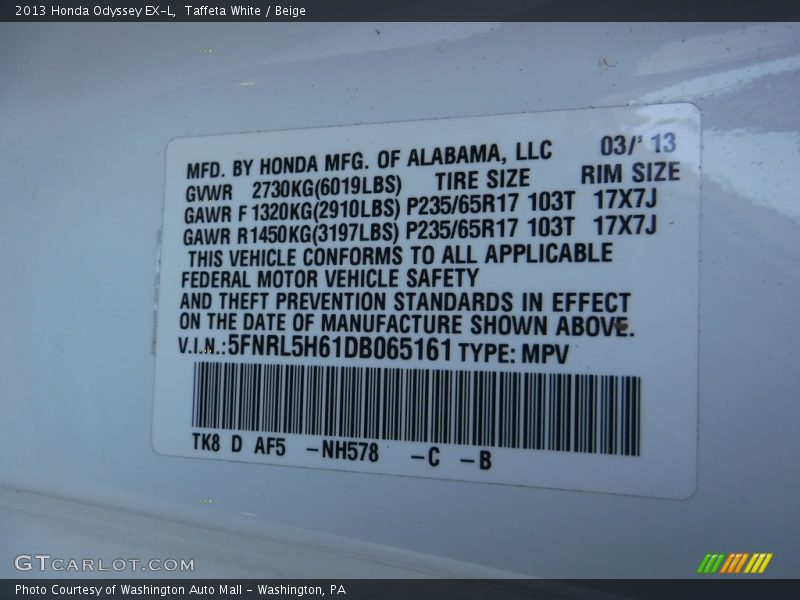 2013 Honda Odyssey EX-L, Taffeta White / Beige
MFD. BY HONDA MFG. OF ALABAMA, LLC 03/' 13
GVWR 2730KG(6019LBS) TIRE SIZE RIM SIZE
GAWR F 1320KG(2910LBS) P235/65R17 103T 17X7J
GAWR R 1450KG(3197LBS) P235/65R17 103T 17X7J
THIS VEHICLE CONFORMS TO ALL APPLICABLE
FEDERAL MOTOR VEHICLE SAFETY
AND THEFT PREVENTION STANDARDS IN EFFECT
ON THE DATE OF MANUFACTURE SHOWN ABOVE.
V.I.N.:5FNRL5H61DB065161 TYPE: MPV
TK8 D AF5 -NH578 -C -B
GTCARLOT.COM
Photo Courtesy of Washington Auto Mall - Washington, PA